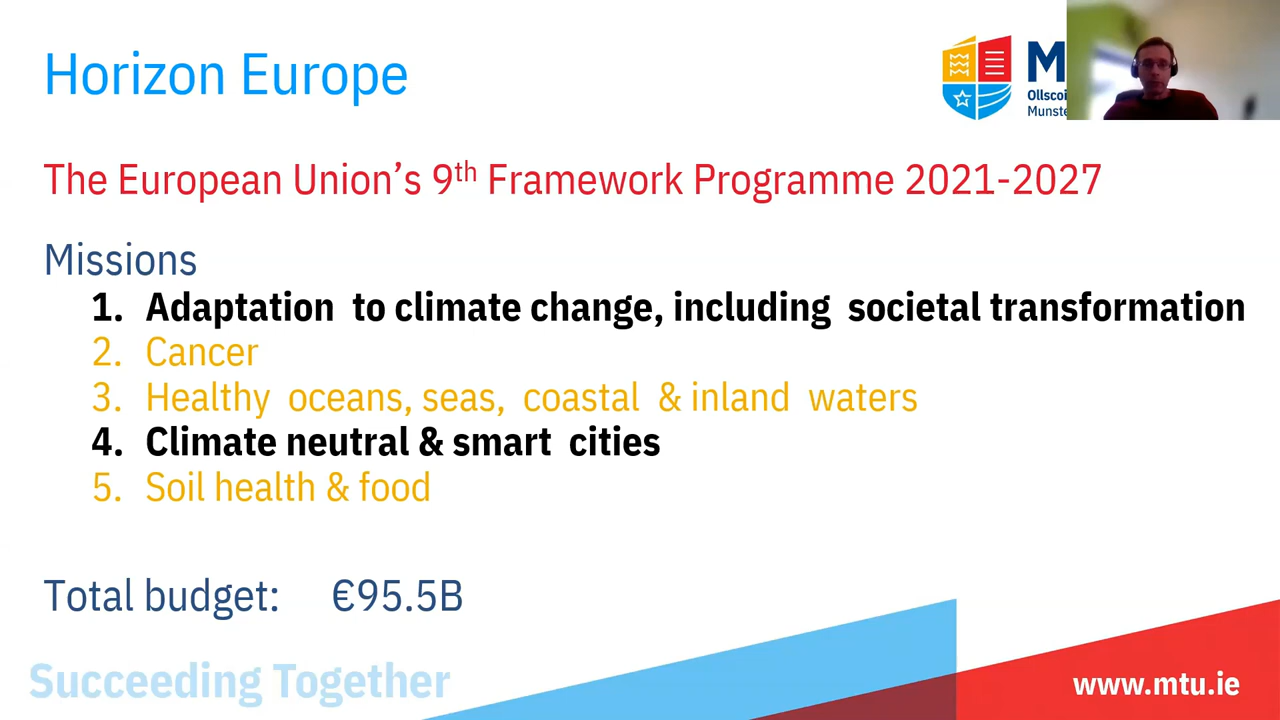 Horizon Europe
M
Ollscoi
Munste
The European Union's 9th Framework Programme 2021-2027
Missions
1. Adaptation to climate change, including societal transformation
2. Cancer
3. Healthy oceans, seas, coastal & inland waters
4. Climate neutral & smart cities
5. Soil health & food
Total budget: €95.5B
Succeeding Together
www.mtu.ie